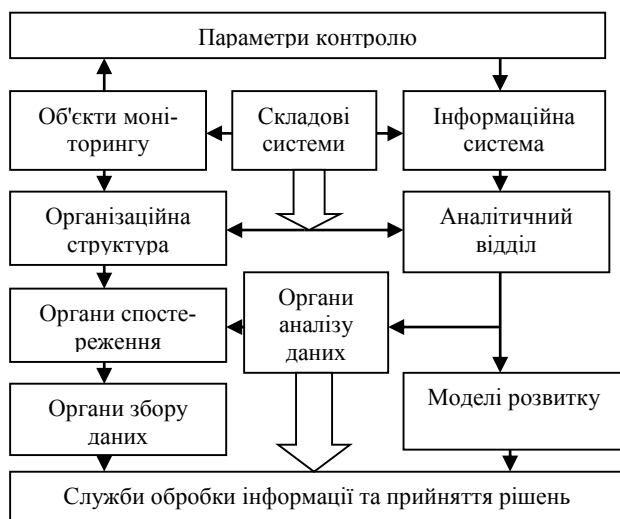 Параметри контролю
Об'єкти моні-
торингу
Складові
системи
Інформаційна
система
Організаційна
структура
Аналітичний
відділ
Органи спосте-
реження
Органи
аналізу
даних
Органи збору
даних
Моделі розвитку
Служби обробки інформації та прийняття рішень